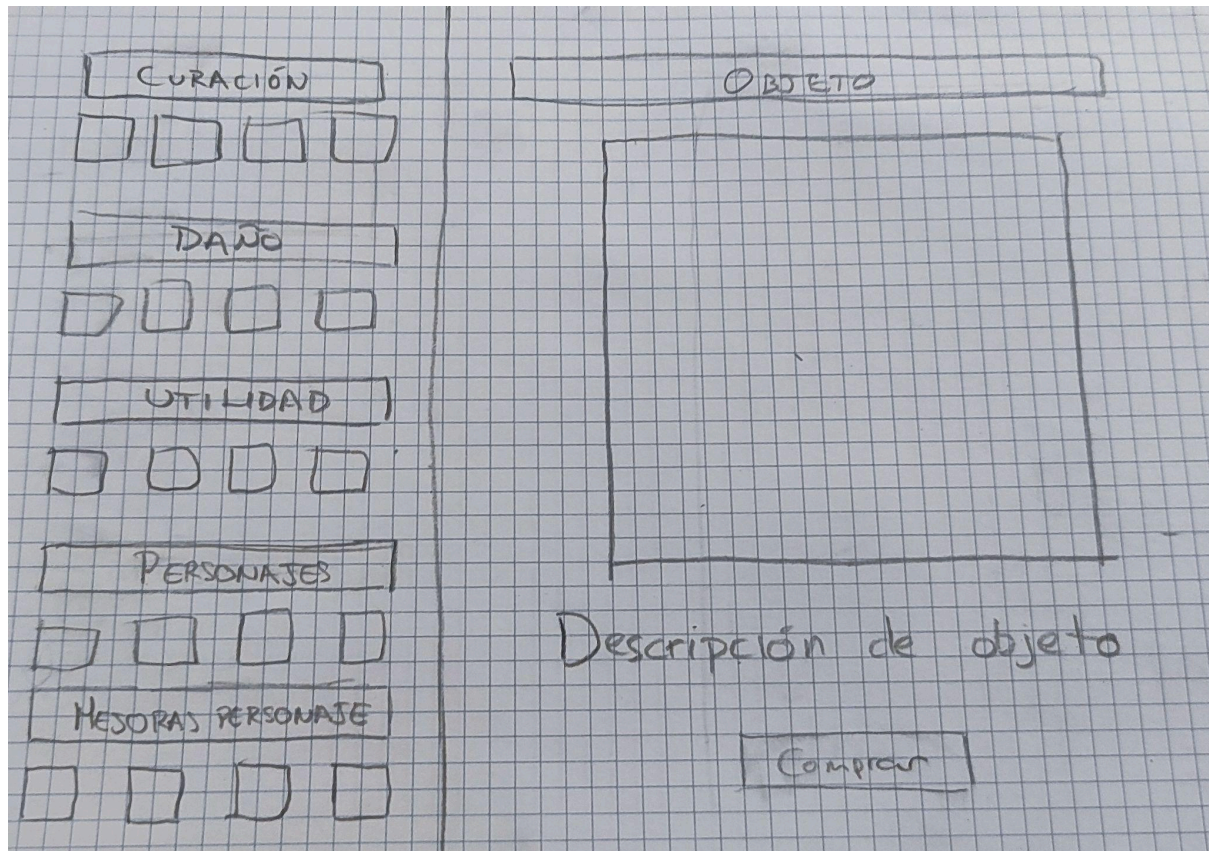 CURACIÓN
DAÑO
UTILIDAD
PERSONAJES
MEJORAS PERSONAJE
OBJETO
Descripción de objeto
Comprar